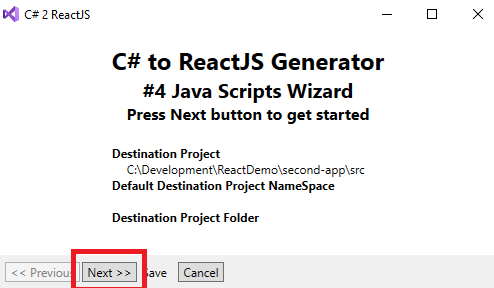 C# 2 ReactJS
C# to ReactJS Generator
#4 Java Scripts Wizard
Press Next button to get started
Destination Project
C:\Development\ReactDemo\second-app\src
Default Destination Project NameSpace
Destination Project Folder
<< Previous Next >> Save Cancel